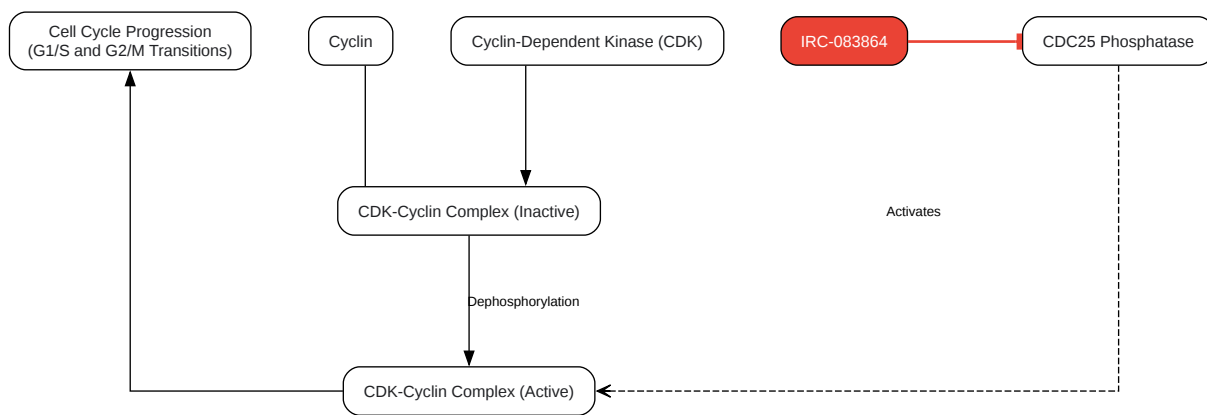 Cell Cycle Progression
(G1/S and G2/M Transitions)
Cyclin
Cyclin-Dependent Kinase (CDK)
IRC-083864
CDC25 Phosphatase
CDK-Cyclin Complex (Inactive)
Activates
Dephosphorylation
CDK-Cyclin Complex (Active)